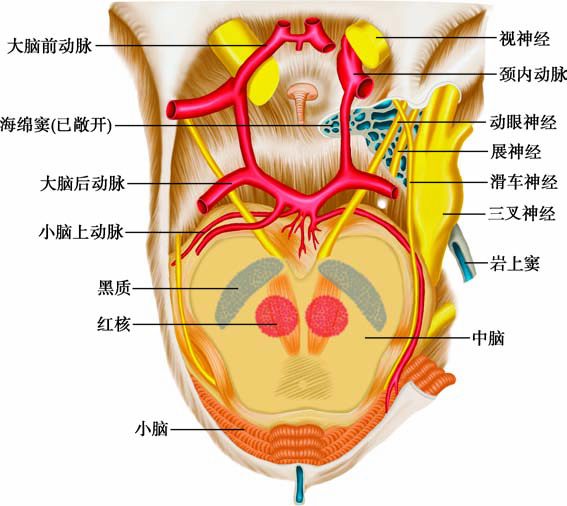 大脑前动脉
海绵窦(已敞开)
大脑后动脉
小脑上动脉
黑质
红核
小脑
视神经
颈内动脉
动眼神经
展神经
滑车神经
三叉神经
岩上窦
中脑